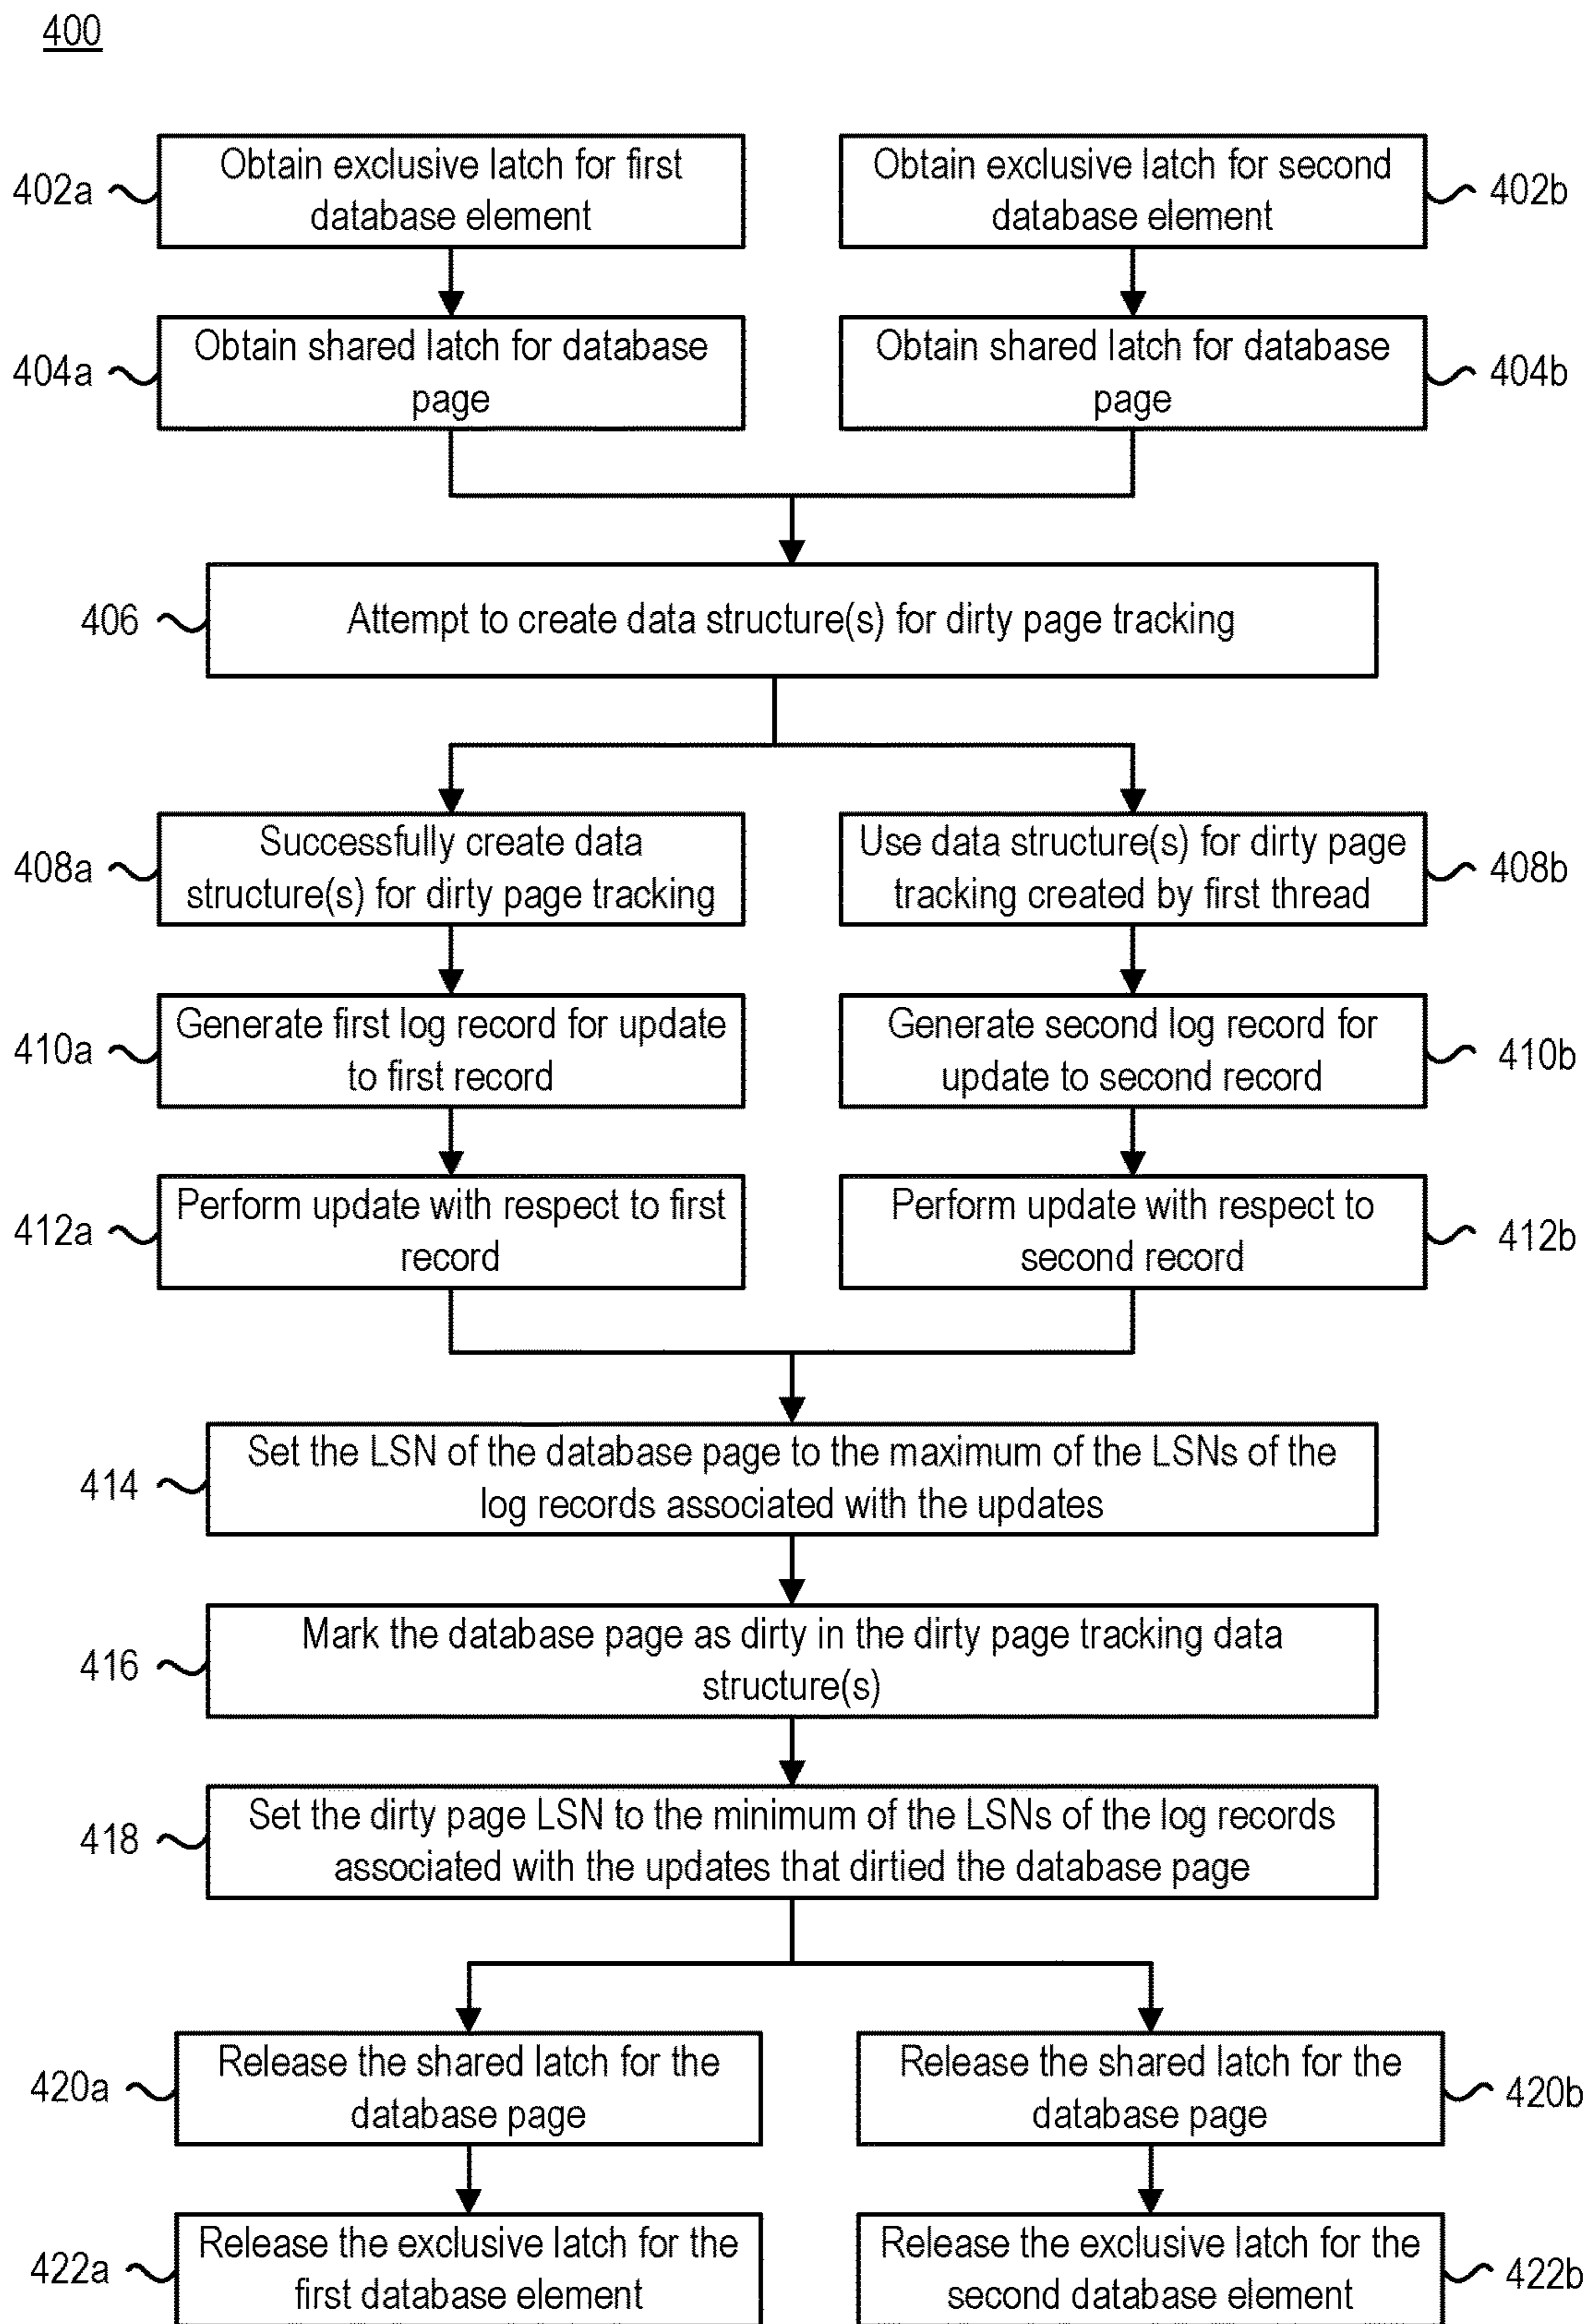 400
Obtain exclusive latch for first
database element
402a
Obtain exclusive latch for second
database element
402b
Obtain shared latch for database
page
404a
Obtain shared latch for database
page
404b
406
Attempt to create data structure(s) for dirty page tracking
Successfully create data
structure(s) for dirty page tracking
408a
Use data structure(s) for dirty page
tracking created by first thread
408b
Generate first log record for update
to first record
410a
Generate second log record for
update to second record
410b
Perform update with respect to first
record
412a
Perform update with respect to
second record
412b
Set the LSN of the database page to the maximum of the LSNs of the
log records associated with the updates
414
Mark the database page as dirty in the dirty page tracking data
structure(s)
416
Set the dirty page LSN to the minimum of the LSNs of the log records
associated with the updates that dirtied the database page
418
Release the shared latch for the
database page
420a
Release the shared latch for the
database page
420b
Release the exclusive latch for the
first database element
422a
Release the exclusive latch for the
second database element
422b